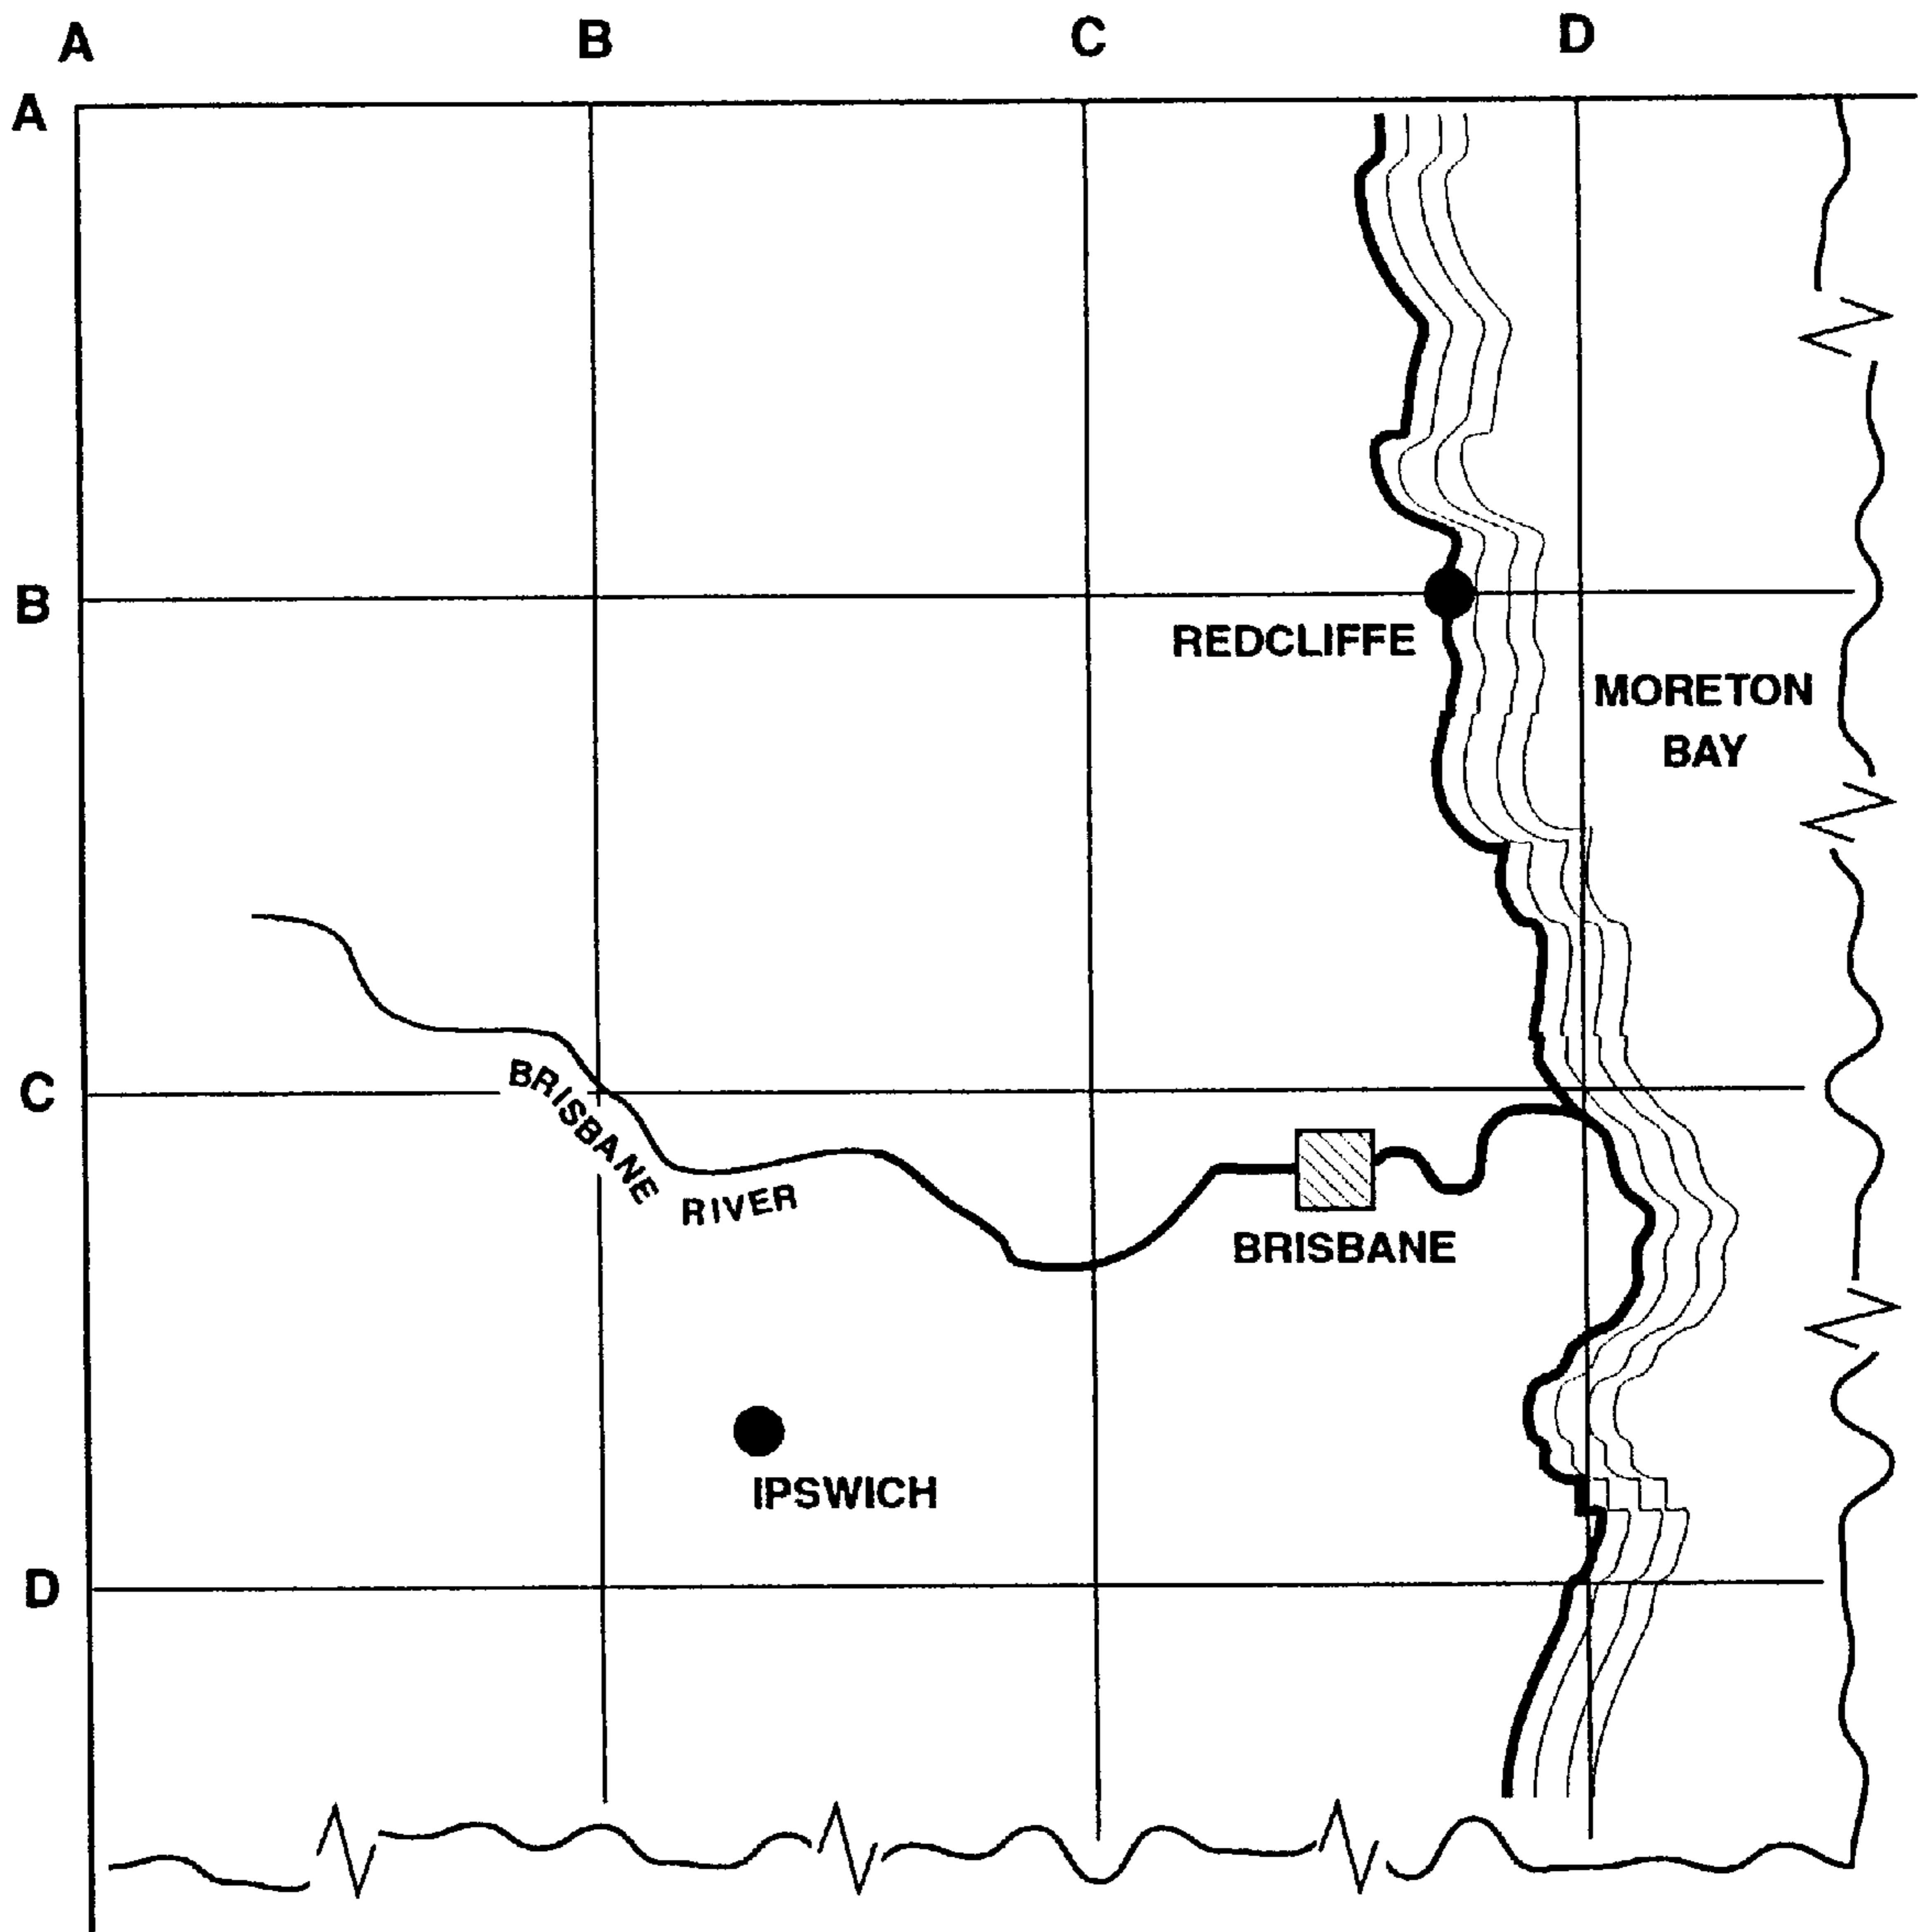 A B C D
A
B
REDCLIFFE
MORETON
BAY
C
BRISBANE
RIVER
BRISBANE
IPSWICH
D